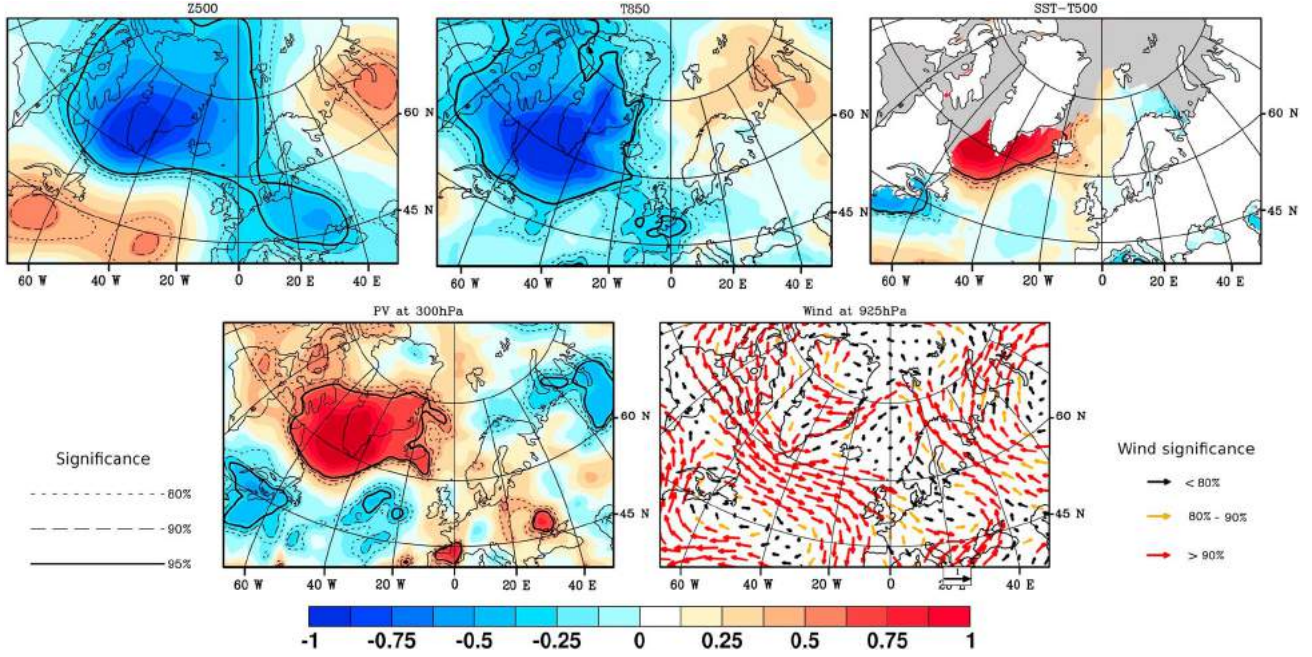 Z500
T850
SST-T500
60 N
60 N
60 N
45 N
45 N
45 N
60 W 40 W 20 W 0 20 E 40 E
60 W 40 W 20 W 0 20 E 40 E
60 W 40 W 20 W 0 20 E 40 E
PV at 300hPa
Wind at 925hPa
60 N
60 N
45 N
45 N
60 W 40 W 20 W 0 20 E 40 E
60 W 40 W 20 W 0 40 E
1
Significance
80%
90%
95%
Wind significance
< 80%
80% - 90%
> 90%
-1 -0.75 -0.5 -0.25 0 0.25 0.5 0.75 1